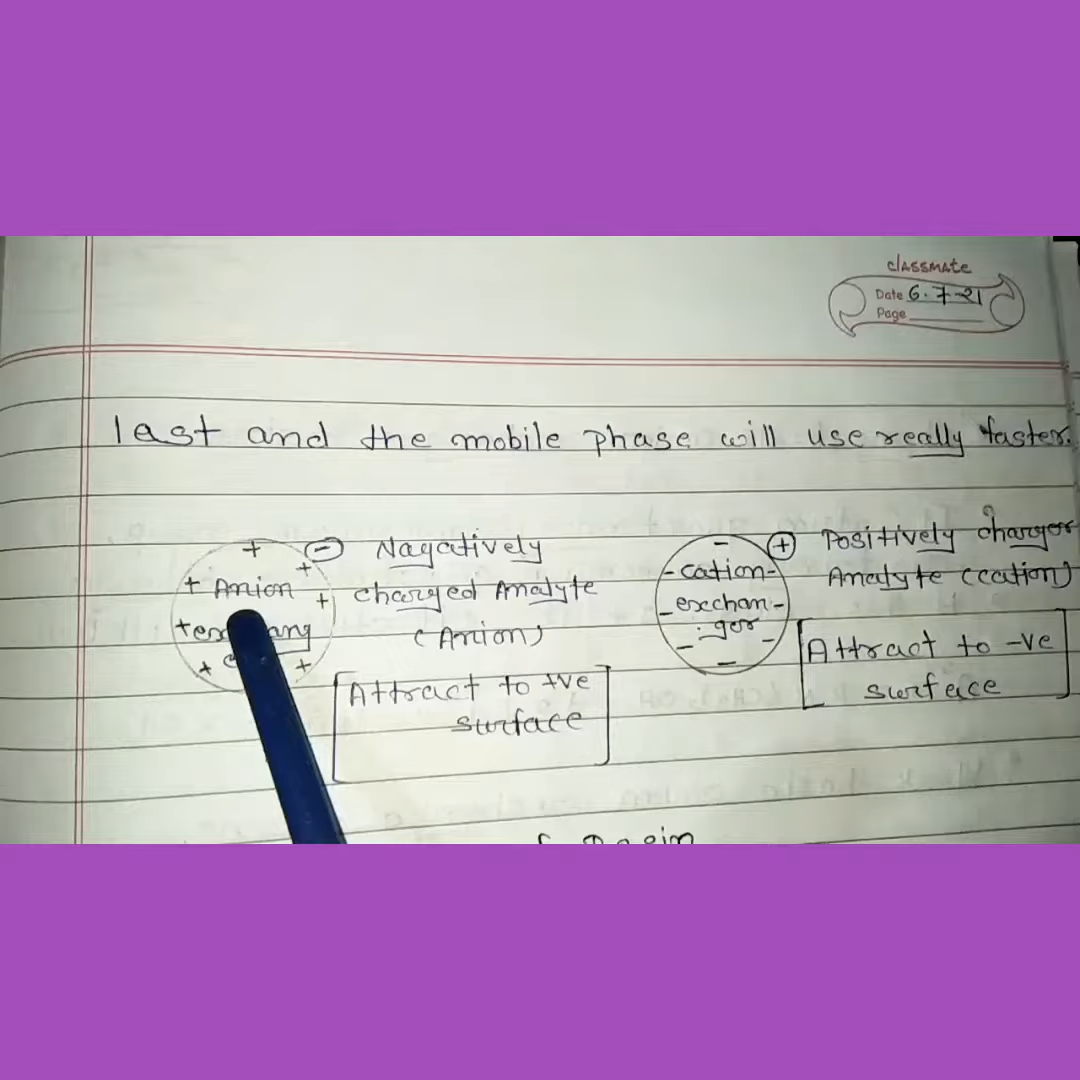 classmate
Date 6.7-21
Page
last and the mobile phase will use really faster.
+ + + + + + +
Anion
- Nagatively
charged Analyte
(Anion)
[Attract to +ve
surface]
- - - - - - - -
cation
exchan
ger
+ Positively charger
Analyte (cation)
[Attract to -ve
surface]